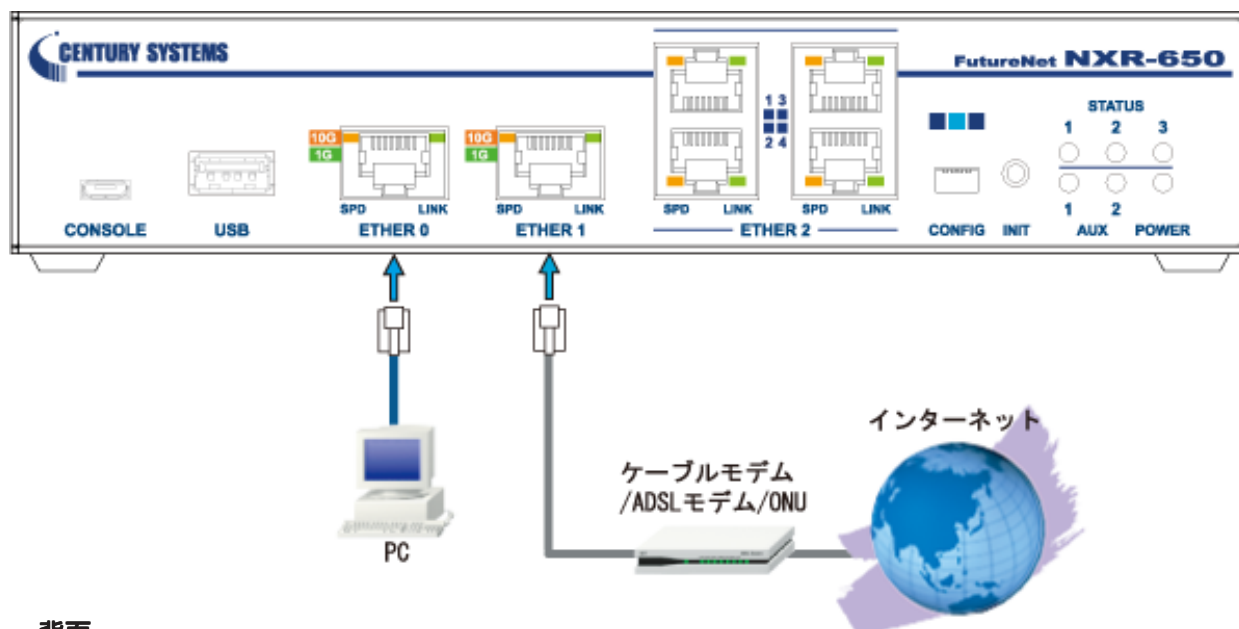 CENTURY SYSTEMS
FutureNet NXR-650
10G
1G
10G
1G
1 3
2 4
STATUS
1 2 3
SPD LINK
SPD LINK
SPD LINK
SPD LINK
1 2
CONSOLE
USB
ETHER 0
ETHER 1
ETHER 2
CONFIG
INIT
AUX
POWER
インターネット
ケーブルモデム
/ADSLモデム/ONU
PC
背面